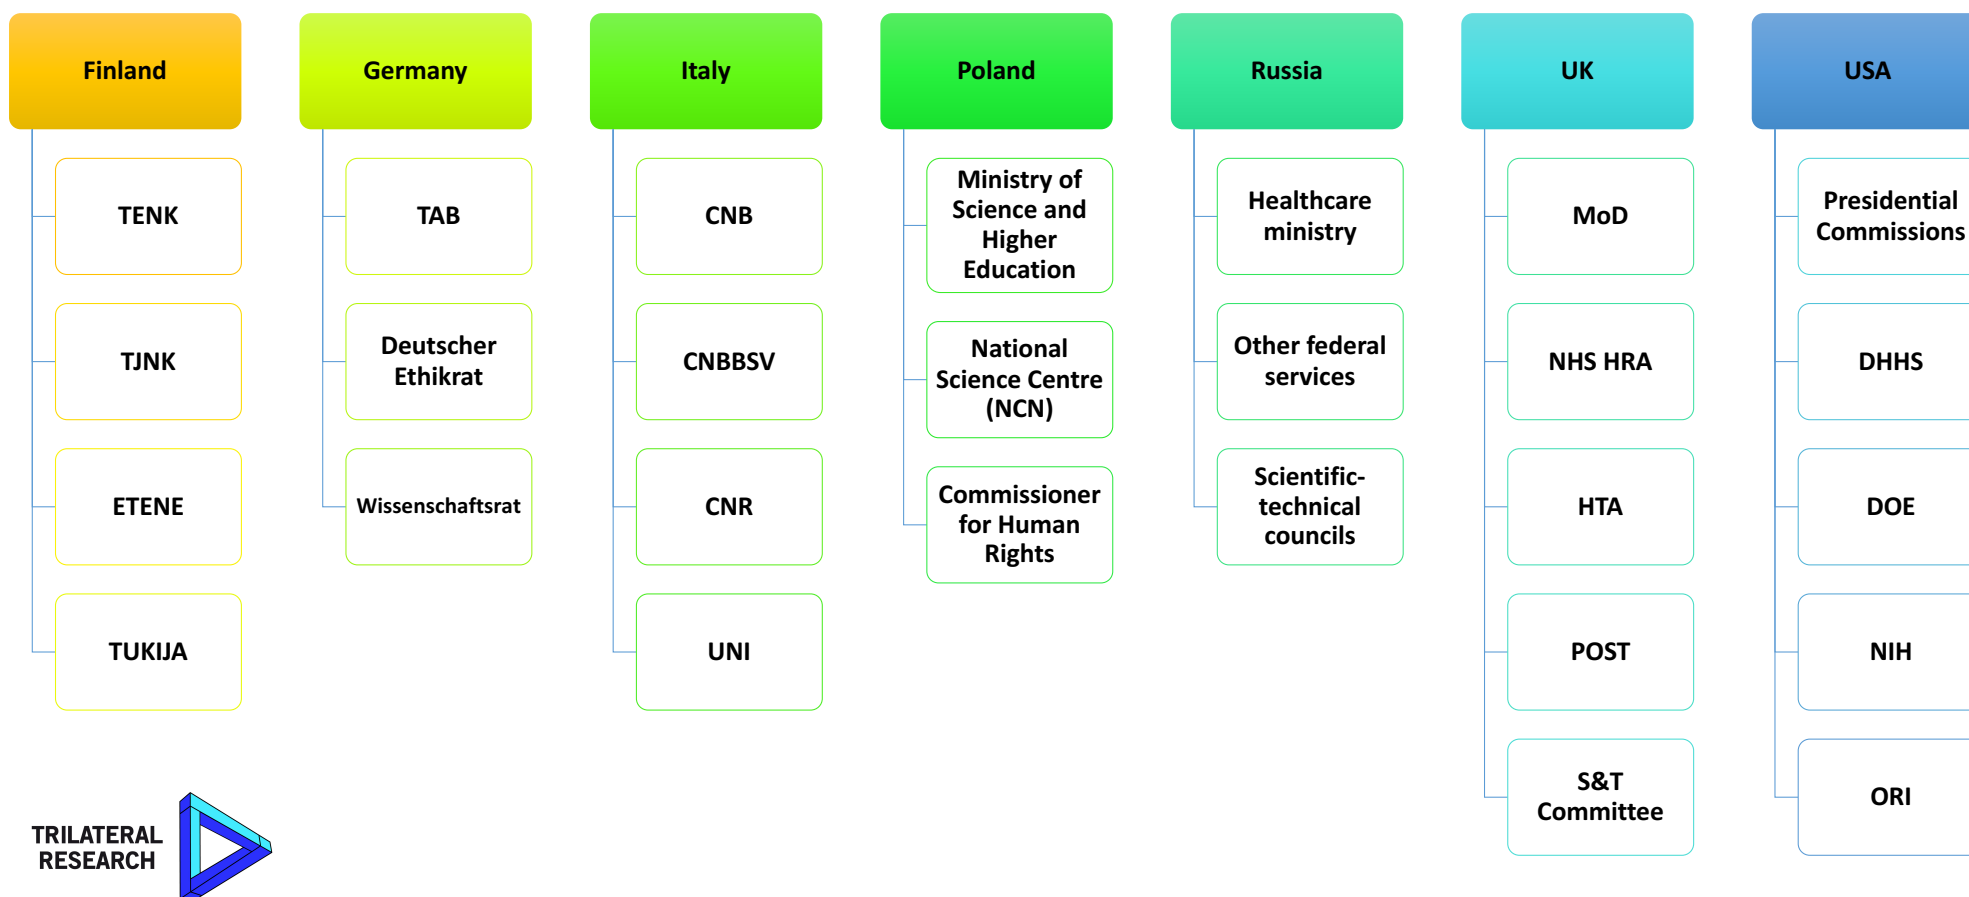 Finland
TENK
TJNK
ETENE
TUKIJA
Germany
TAB
Deutscher
Ethikrat
Wissenschaftsrat
Italy
CNB
CNBBSV
CNR
UNI
Poland
Ministry of
Science and
Higher
Education
National
Science Centre
(NCN)
Commissioner
for Human
Rights
Russia
Healthcare
ministry
Other federal
services
Scientific-
technical
councils
UK
MoD
NHS HRA
HTA
POST
S&T
Committee
USA
Presidential
Commissions
DHHS
DOE
NIH
ORI
TRILATERAL
RESEARCH